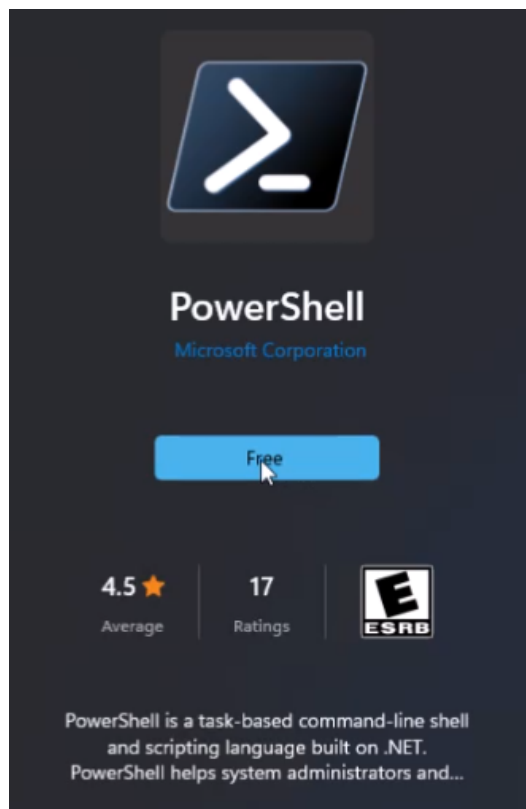 PowerShell
Microsoft Corporation
Free
4.5 17
Average Ratings
E
ESRB
PowerShell is a task-based command-line shell
and scripting language built on .NET.
PowerShell helps system administrators and...